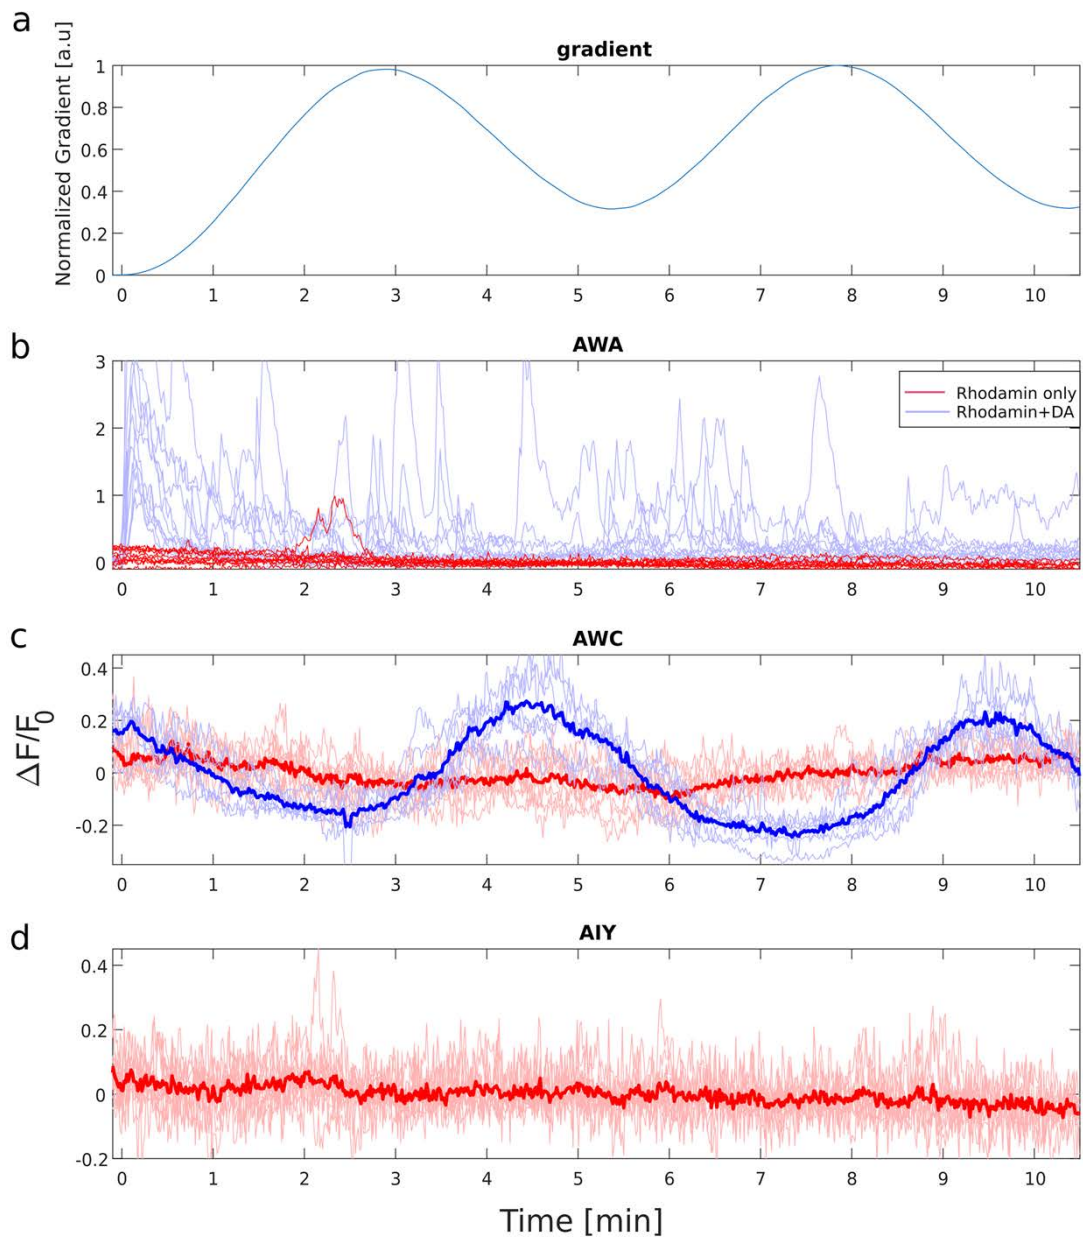 a
gradient
Normalized Gradient [a.u]
1
0.8
0.6
0.4
0.2
0
0 1 2 3 4 5 6 7 8 9 10
b
AWA
3
2
1
0
Rhodamin only
Rhodamin+DA
0 1 2 3 4 5 6 7 8 9 10
c
AWC
ΔF/F0
0.4
0.2
0
-0.2
0 1 2 3 4 5 6 7 8 9 10
d
AIY
0.4
0.2
0
-0.2
0 1 2 3 4 5 6 7 8 9 10
Time [min]